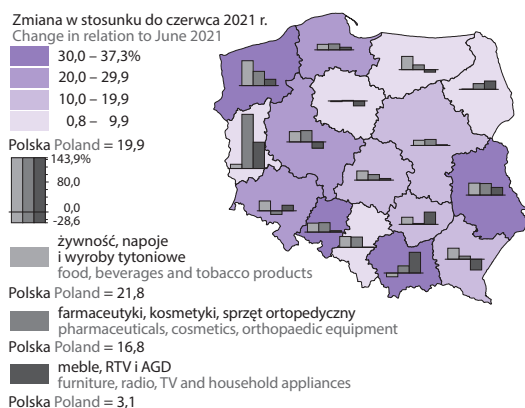 Zmiana w stosunku do czerwca 2021 r.
Change in relation to June 2021
30,0 – 37,3%
20,0 – 29,9
10,0 – 19,9
0,8 – 9,9
Polska Poland = 19,9
143,9%
80,0
0,0
-28,6
żywność, napoje
i wyroby tytoniowe
food, beverages and tobacco products
Polska Poland = 21,8
farmaceutyki, kosmetyki, sprzęt ortopedyczny
pharmaceuticals, cosmetics, orthopaedic equipment
Polska Poland = 16,8
meble, RTV i AGD
furniture, radio, TV and household appliances
Polska Poland = 3,1